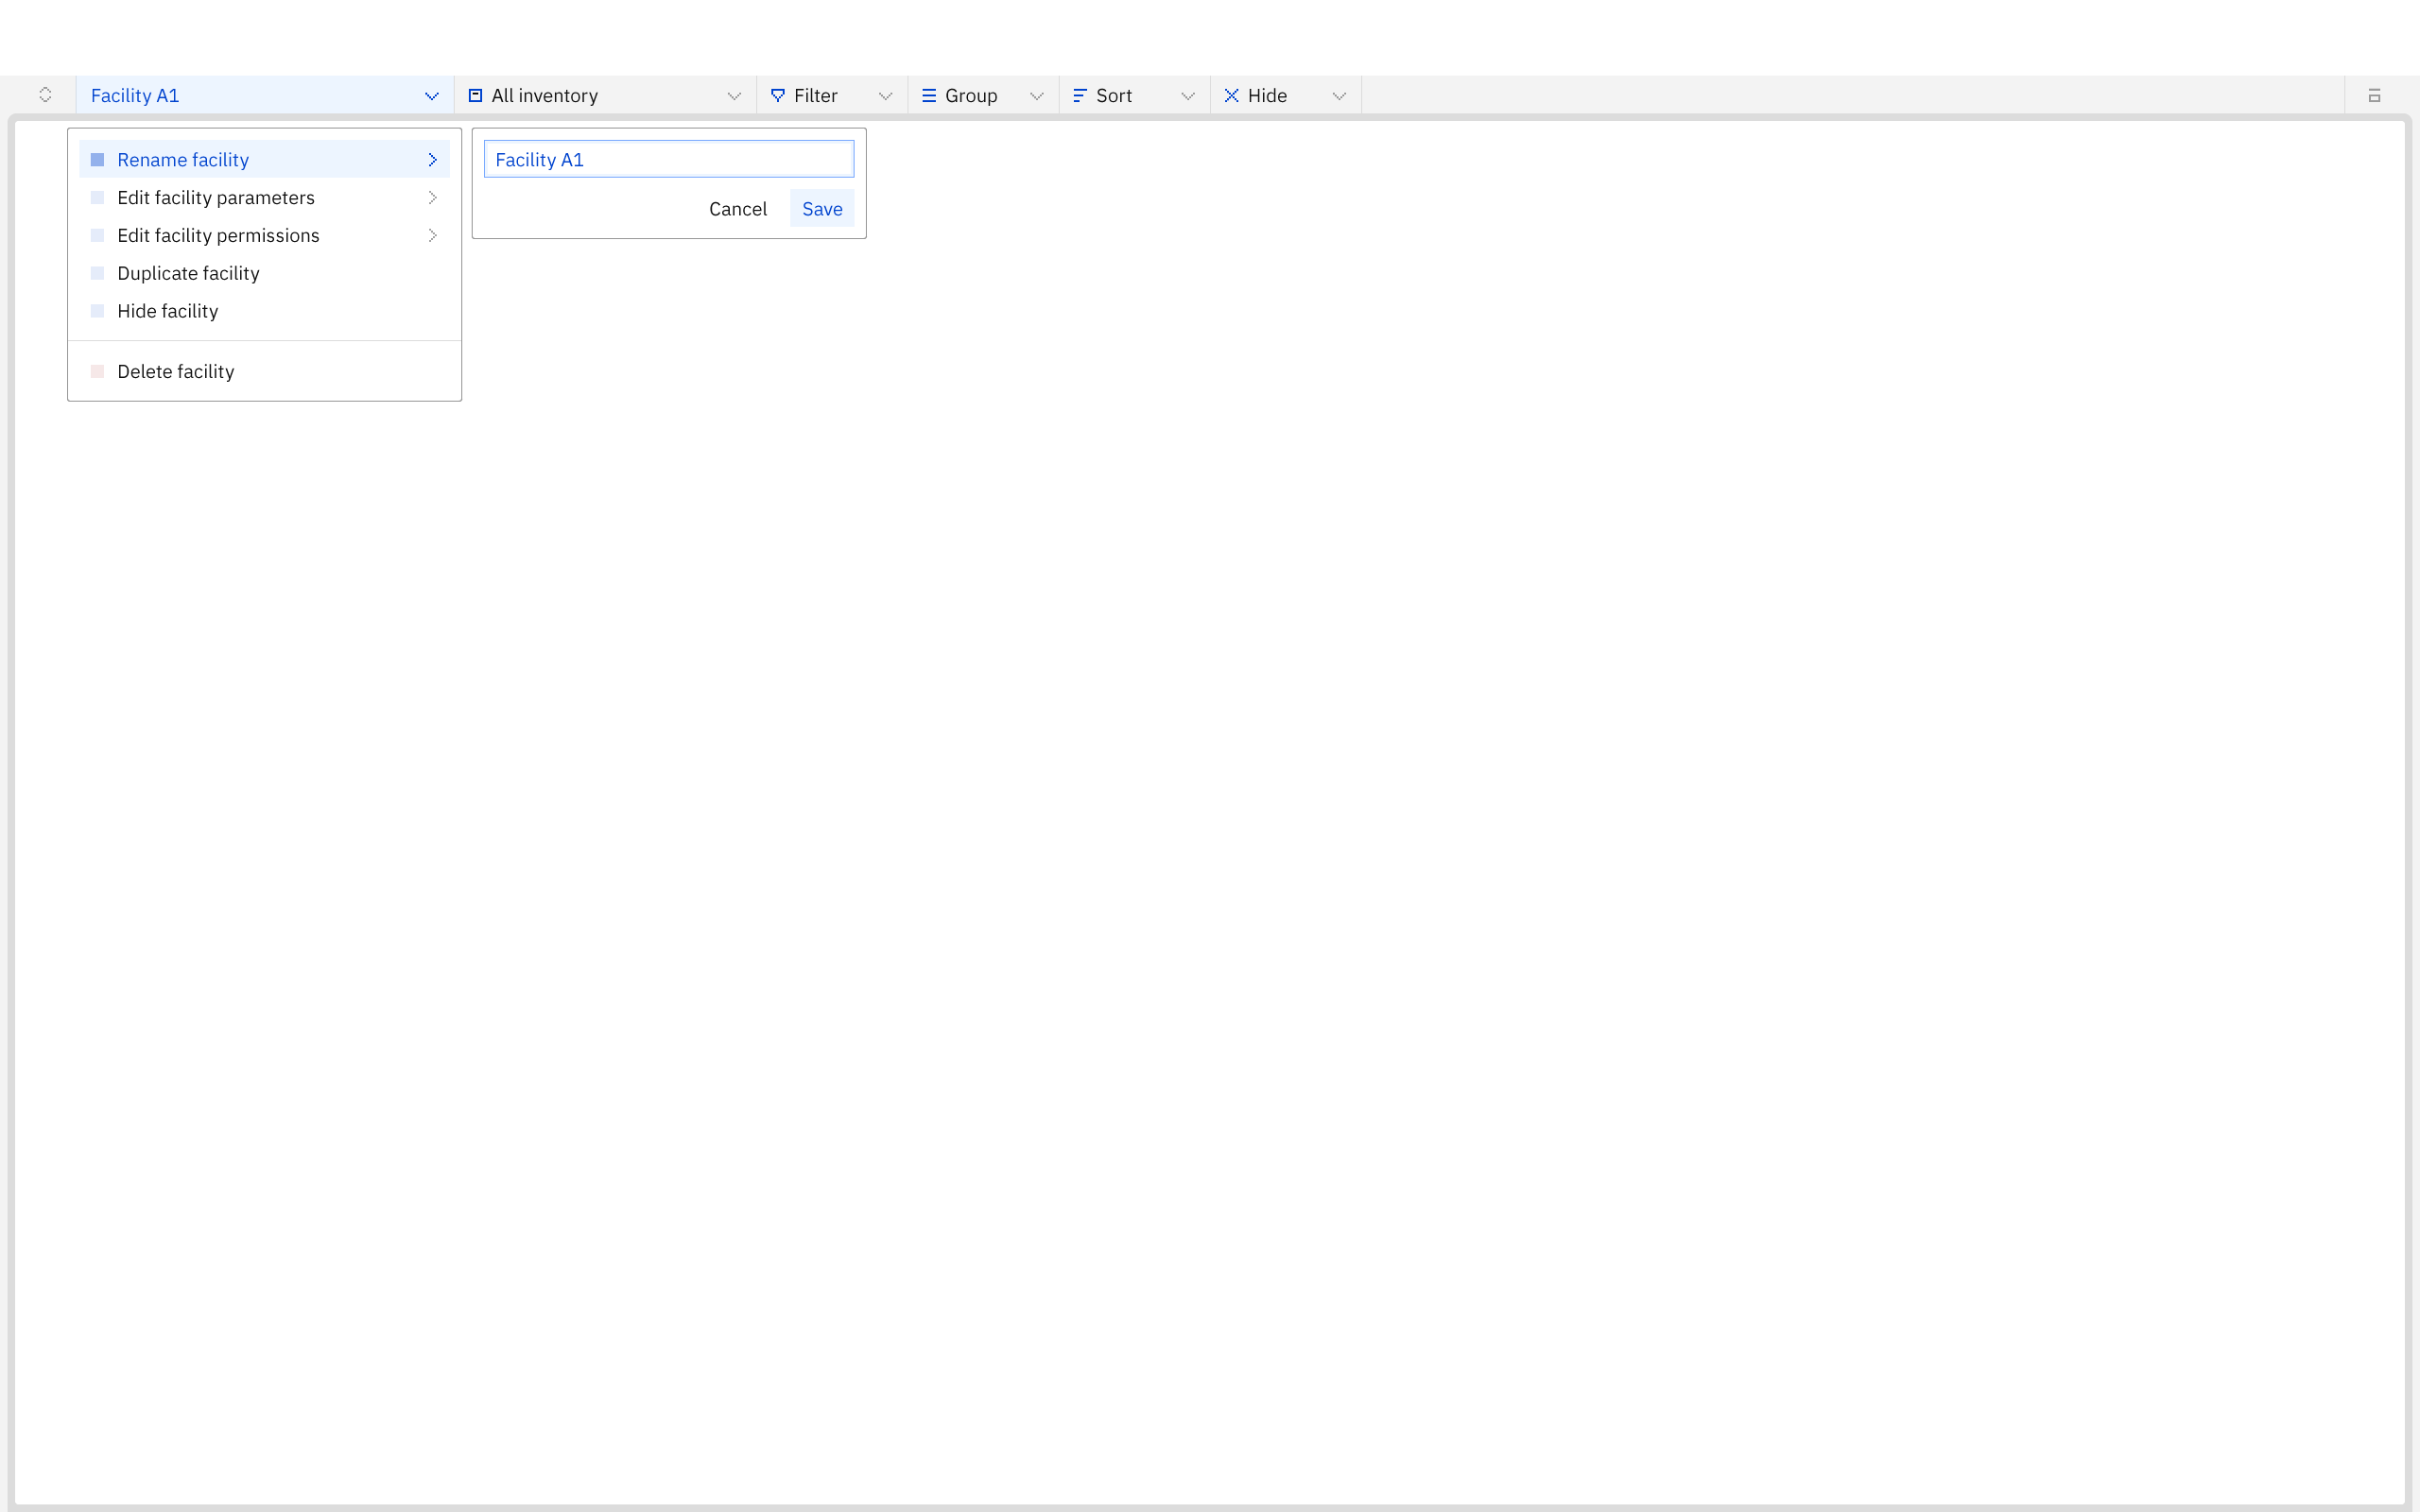 Facility A1
All inventory
Filter
Group
Sort
Hide
Rename facility
Edit facility parameters
Edit facility permissions
Duplicate facility
Hide facility
Delete facility
Facility A1
Cancel
Save